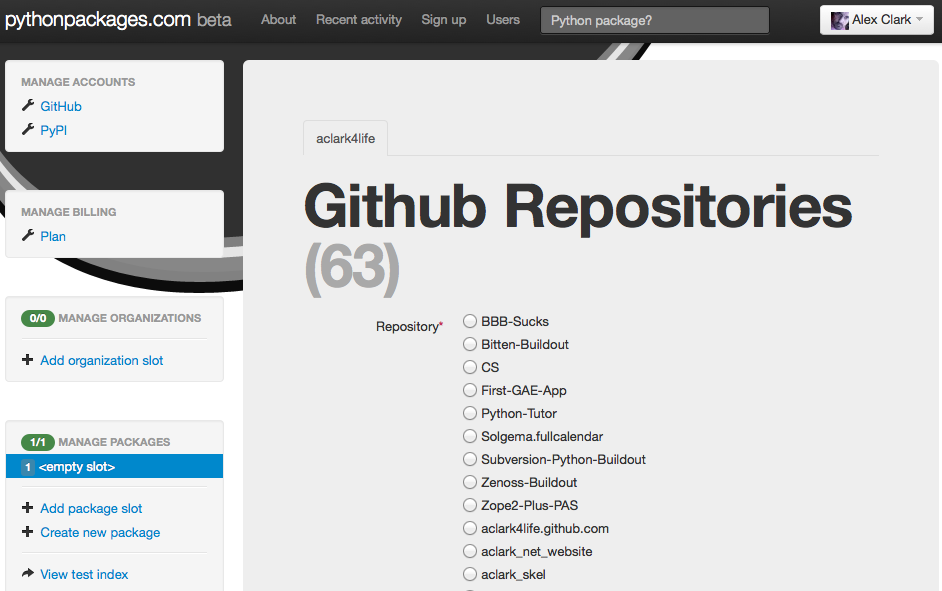 pythonpackages.com beta
About Recent activity Sign up Users Python package? Alex Clark
MANAGE ACCOUNTS
GitHub
PyPI
MANAGE BILLING
Plan
0/0 MANAGE ORGANIZATIONS
Add organization slot
1/1 MANAGE PACKAGES
1 <empty slot>
Add package slot
Create new package
View test index
aclark4life
Github Repositories
(63)
Repository*
BBB-Sucks
Bitten-Buildout
CS
First-GAE-App
Python-Tutor
Solgema.fullcalendar
Subversion-Python-Buildout
Zenoss-Buildout
Zope2-Plus-PAS
aclark4life.github.com
aclark_net_website
aclark_skel